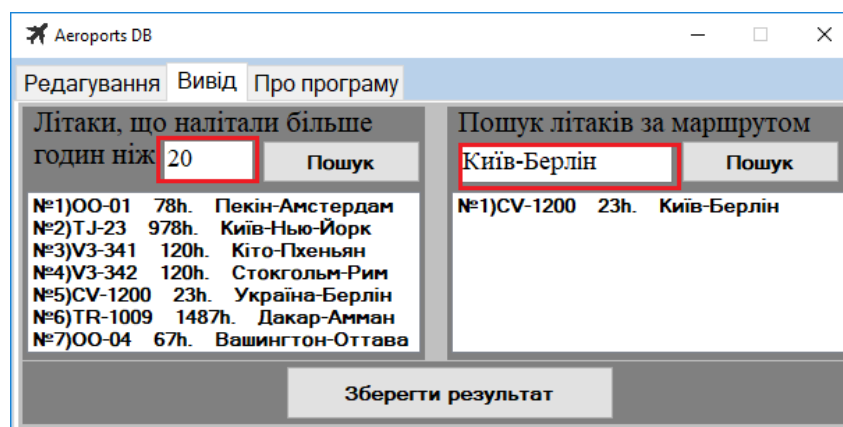 Aeroports DB
Редагування Вивід Про програму
Літаки, що налітали більше
годин ніж 20 Пошук
№1)OO-01 78h. Пекін-Амстердам
№2)TJ-23 978h. Київ-Нью-Йорк
№3)V3-341 120h. Кіто-Пхеньян
№4)V3-342 120h. Стокгольм-Рим
№5)CV-1200 23h. Україна-Берлін
№6)TR-1009 1487h. Дакар-Амман
№7)OO-04 67h. Вашингтон-Оттава
Пошук літаків за маршрутом
Київ-Берлін Пошук
№1)CV-1200 23h. Київ-Берлін
Зберегти результат